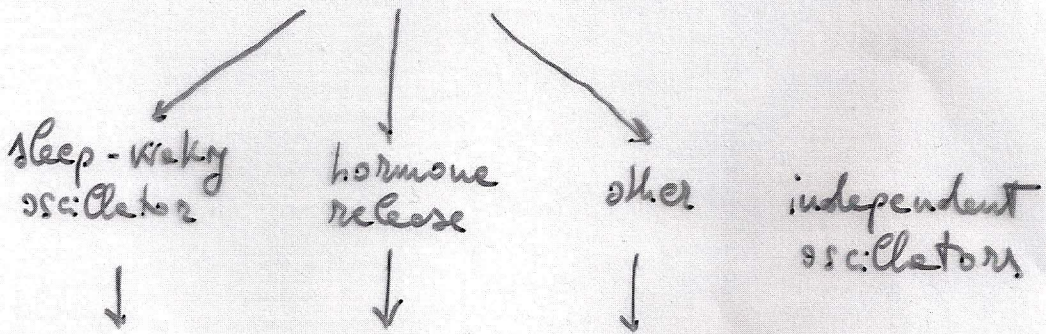 sleep-waking
oscillator
hormone
release
other
independent
oscillators